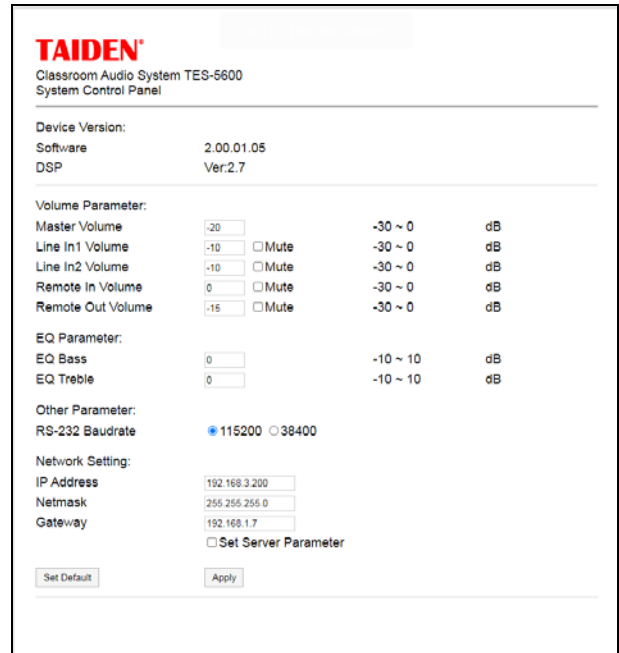 TAIDEN®
Classroom Audio System TES-5600
System Control Panel
Device Version:
Software 2.00.01.05
DSP Ver:2.7
Volume Parameter:
Master Volume -20 -30 ~ 0 dB
Line In1 Volume -10 Mute -30 ~ 0 dB
Line In2 Volume -10 Mute -30 ~ 0 dB
Remote In Volume 0 Mute -30 ~ 0 dB
Remote Out Volume -15 Mute -30 ~ 0 dB
EQ Parameter:
EQ Bass 0 -10 ~ 10 dB
EQ Treble 0 -10 ~ 10 dB
Other Parameter:
RS-232 Baudrate 115200 38400
Network Setting:
IP Address 192.168.3.200
Netmask 255.255.255.0
Gateway 192.168.1.7
Set Server Parameter
Set Default Apply